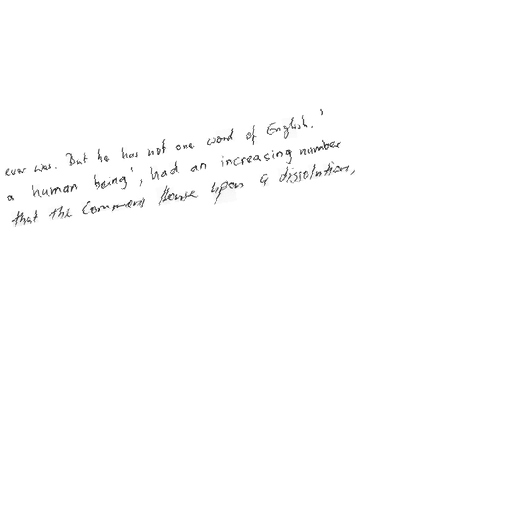 ever was. But he has not one word of English.'
a human being', had an increasing number
that the Commons House upon a dissolution,